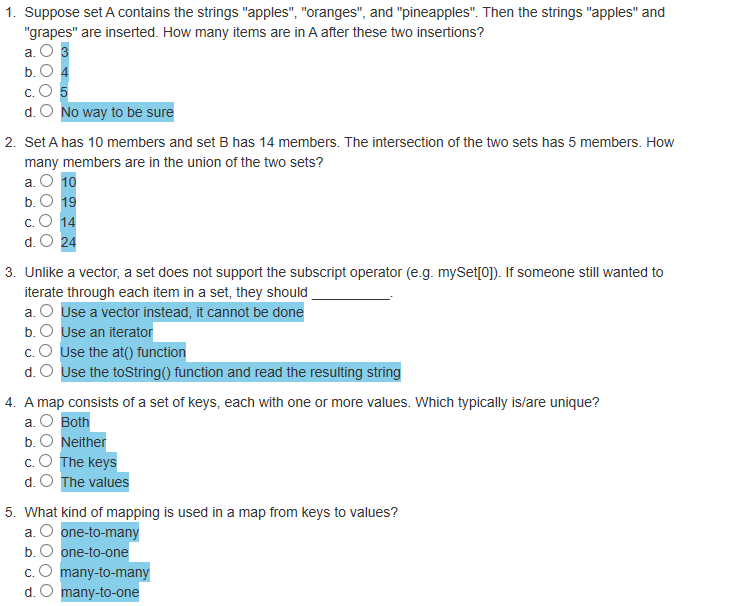 1. Suppose set A contains the strings "apples", "oranges", and "pineapples". Then the strings "apples" and
"grapes" are inserted. How many items are in A after these two insertions?
a. 3
b. 4
c. 5
d. No way to be sure
2. Set A has 10 members and set B has 14 members. The intersection of the two sets has 5 members. How
many members are in the union of the two sets?
a. 10
b. 19
c. 14
d. 24
3. Unlike a vector, a set does not support the subscript operator (e.g. mySet[0]). If someone still wanted to
iterate through each item in a set, they should __________.
a. Use a vector instead, it cannot be done
b. Use an iterator
c. Use the at() function
d. Use the toString() function and read the resulting string
4. A map consists of a set of keys, each with one or more values. Which typically is/are unique?
a. Both
b. Neither
c. The keys
d. The values
5. What kind of mapping is used in a map from keys to values?
a. one-to-many
b. one-to-one
c. many-to-many
d. many-to-one